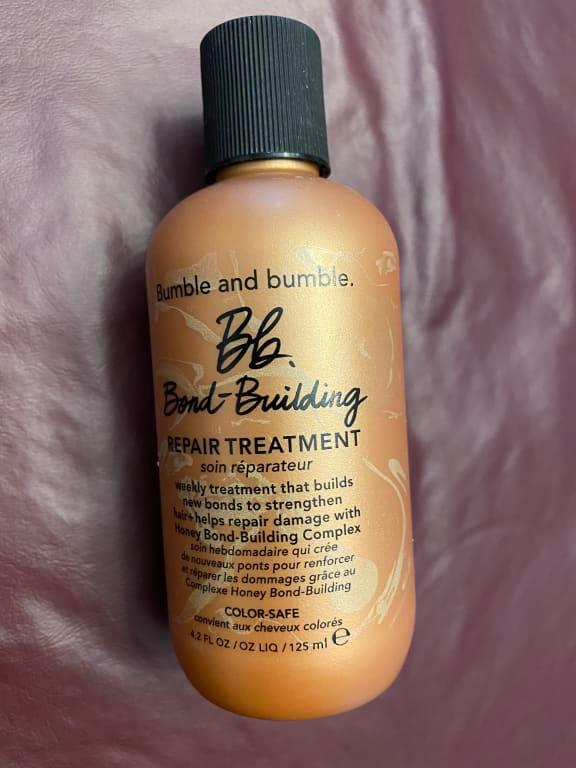 Bumble and bumble.
Bb.
Bond-Building
REPAIR TREATMENT
soin réparateur
weekly treatment that builds
new bonds to strengthen
hair+helps repair damage with
Honey Bond-Building Complex
soin hebdomadaire qui crée
de nouveaux ponts pour renforcer
et réparer les dommages grâce au
Complexe Honey Bond-Building
COLOR-SAFE
convient aux cheveux colorés
4.2 FL OZ / OZ LIQ / 125 ml ℮